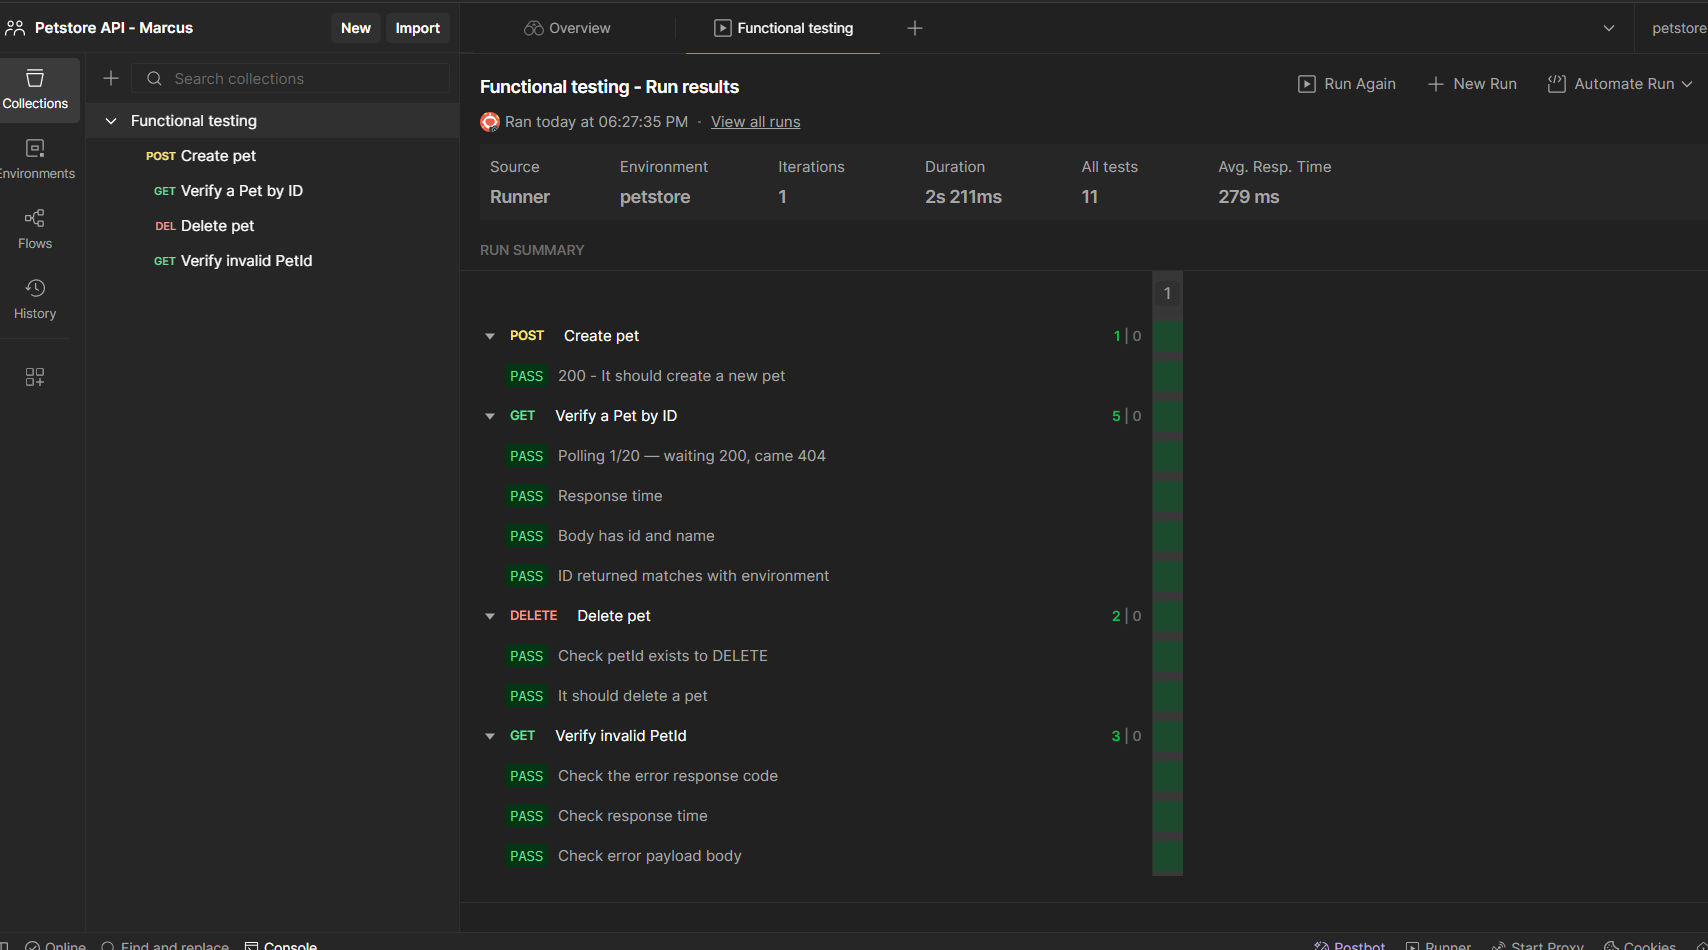 Petstore API - Marcus
New
Import
Overview
Functional testing
petstore
Collections
Search collections
Environments
Flows
History
Functional testing
POST Create pet
GET Verify a Pet by ID
DEL Delete pet
GET Verify invalid PetId
Functional testing - Run results
Run Again
New Run
Automate Run
Ran today at 06:27:35 PM · View all runs
Source Environment Iterations Duration All tests Avg. Resp. Time
Runner petstore 1 2s 211ms 11 279 ms
RUN SUMMARY
1
POST Create pet 1 | 0
PASS 200 - It should create a new pet
GET Verify a Pet by ID 5 | 0
PASS Polling 1/20 — waiting 200, came 404
PASS Response time
PASS Body has id and name
PASS ID returned matches with environment
DELETE Delete pet 2 | 0
PASS Check petId exists to DELETE
PASS It should delete a pet
GET Verify invalid PetId 3 | 0
PASS Check the error response code
PASS Check response time
PASS Check error payload body
Online Find and replace Console
Postbot Runner Start Proxy Cookies